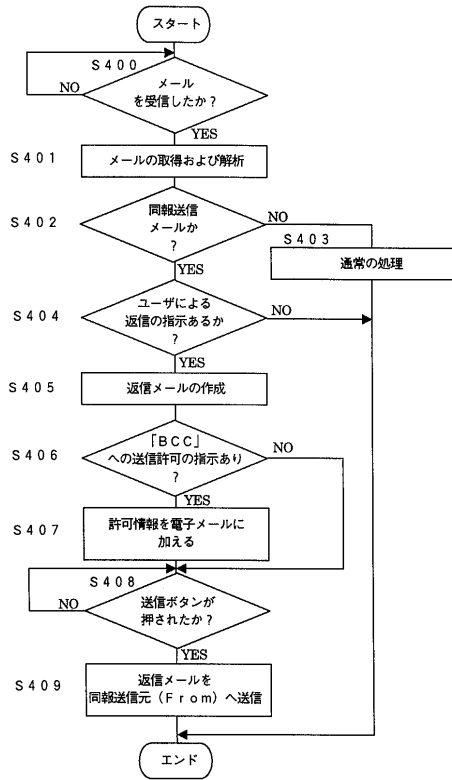 スタート
S400
メール
を受信したか?
NO
YES
S401
メールの取得および解析
S402
同報送信
メールか
?
NO
YES
S403
通常の処理
S404
ユーザによる
返信の指示あるか
?
NO
YES
S405
返信メールの作成
S406
「BCC」
への送信許可の指示あり
?
NO
YES
S407
許可情報を電子メールに
加える
S408
送信ボタンが
押されたか?
NO
YES
S409
返信メールを
同報送信元(From)へ送信
エンド